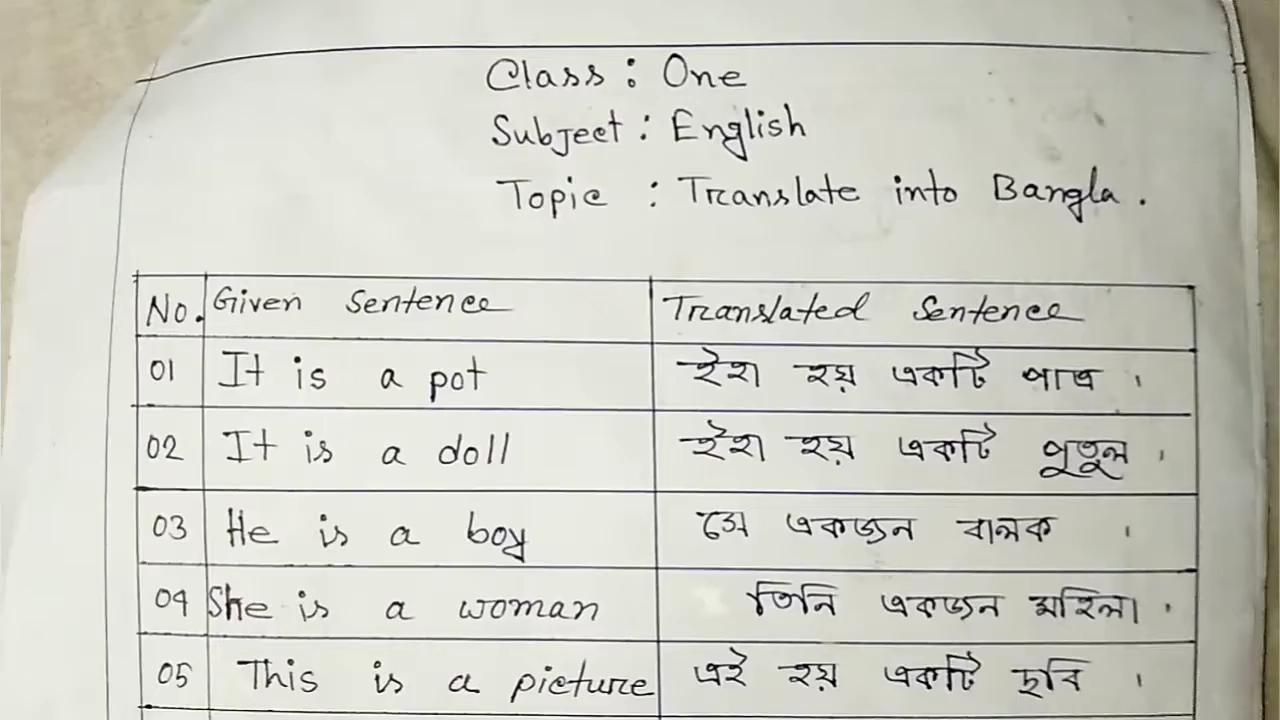 Class : One
Subject : English
Topic : Translate into Bangla.
No. Given Sentence Translated Sentence
01 It is a pot ইহা হয় একটি পাত্র ।
02 It is a doll ইহা হয় একটি পুতুল ।
03 He is a boy সে একজন বালক ।
04 She is a woman তিনি একজন মহিলা ।
05 This is a picture এই হয় একটি ছবি ।